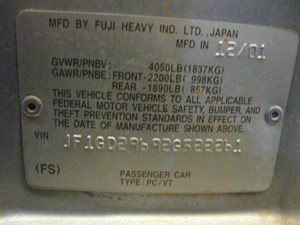 MFD BY FUJI HEAVY IND. LTD., JAPAN
MFD IN 12/01
GVWR/PNBV: 4050LB(1837KG)
GAWR/PNBE: FRONT-2200LB( 998KG)
REAR -1890LB( 857KG)
THIS VEHICLE CONFORMS TO ALL APPLICABLE
FEDERAL MOTOR VEHICLE SAFETY, BUMPER, AND
THEFT PREVENTION STANDARDS IN EFFECT ON
THE DATE OF MANUFACTURE SHOWN ABOVE.
VIN
(FS)
PASSENGER CAR
TYPE: PC/VT